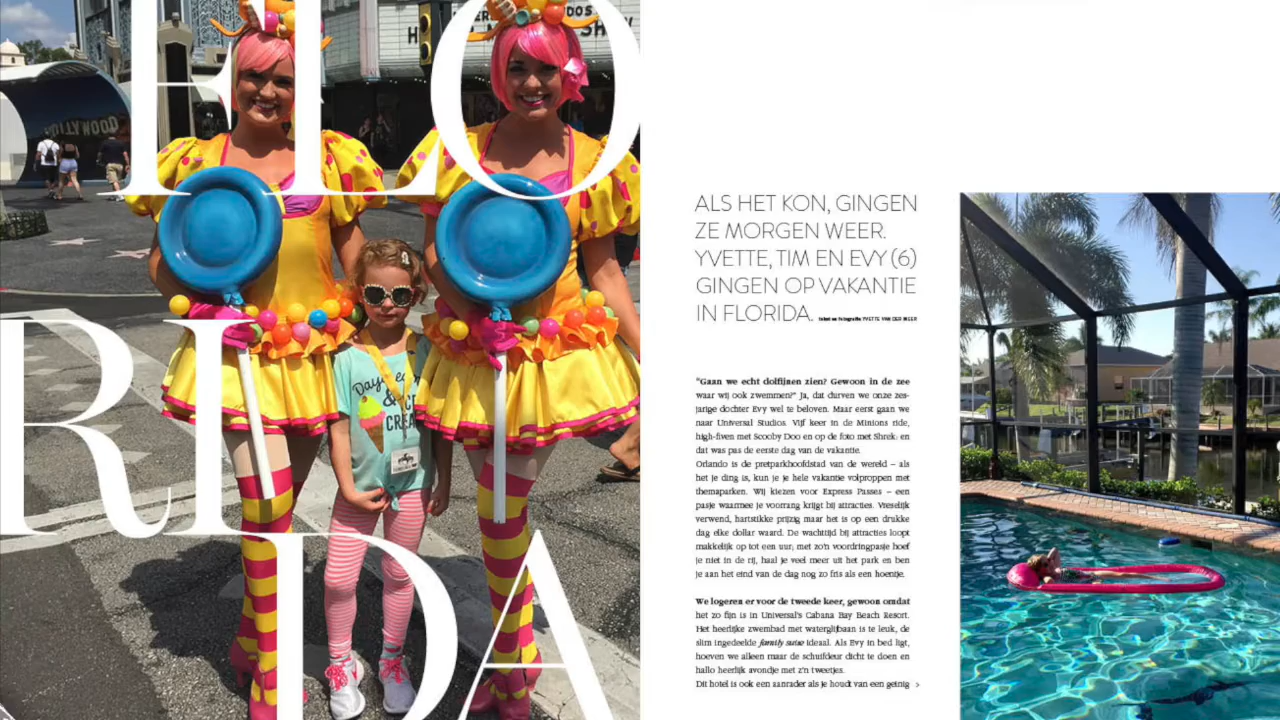 FLO
RI
DA
ALS HET KON, GINGEN
ZE MORGEN WEER.
YVETTE, TIM EN EVY (6)
GINGEN OP VAKANTIE
IN FLORIDA. tekst en fotografie YVETTE VAN DER MEER
"Gaan we echt dolfijnen zien? Gewoon in de zee
waar wij ook zwemmen?" Ja, dat durven we onze zes-
jarige dochter Evy wel te beloven. Maar eerst gaan we
naar Universal Studios. Vijf keer in de Minions ride,
high-fiven met Scooby Doo en op de foto met Shrek: en
dat was pas de eerste dag van de vakantie.
Orlando is de pretparkhoofdstad van de wereld – als
het je ding is, kun je je hele vakantie volproppen met
themaparken. Wij kiezen voor Express Passes – een
pasje waarmee je voorrang krijgt bij attracties. Vreselijk
verwend, hartstikke prijzig maar het is op een drukke
dag elke dollar waard. De wachttijd bij attracties loopt
makkelijk op tot een uur; met zo'n voordringpasje hoef
je niet in de rij, haal je veel meer uit het park en ben
je aan het eind van de dag nog zo fris als een hoentje.
We logeren er voor de tweede keer, gewoon omdat
het zo fijn is in Universal's Cabana Bay Beach Resort.
Het heerlijke zwembad met waterglijbaan is te leuk, de
slim ingedeelde family suite ideaal. Als Evy in bed ligt,
hoeven we alleen maar de schuifdeur dicht te doen en
hallo heerlijk avondje met z'n tweetjes.
Dit hotel is ook een aanrader als je houdt van een geinig >